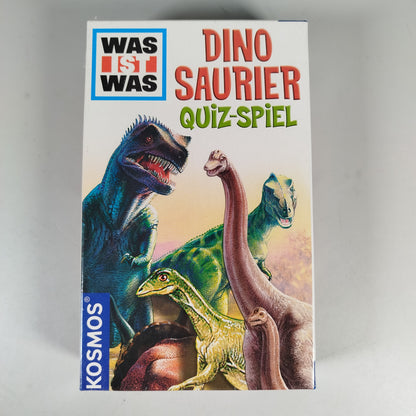 WAS
IST
WAS
DINO
SAURIER
QUIZ-SPIEL
KOSMOS®